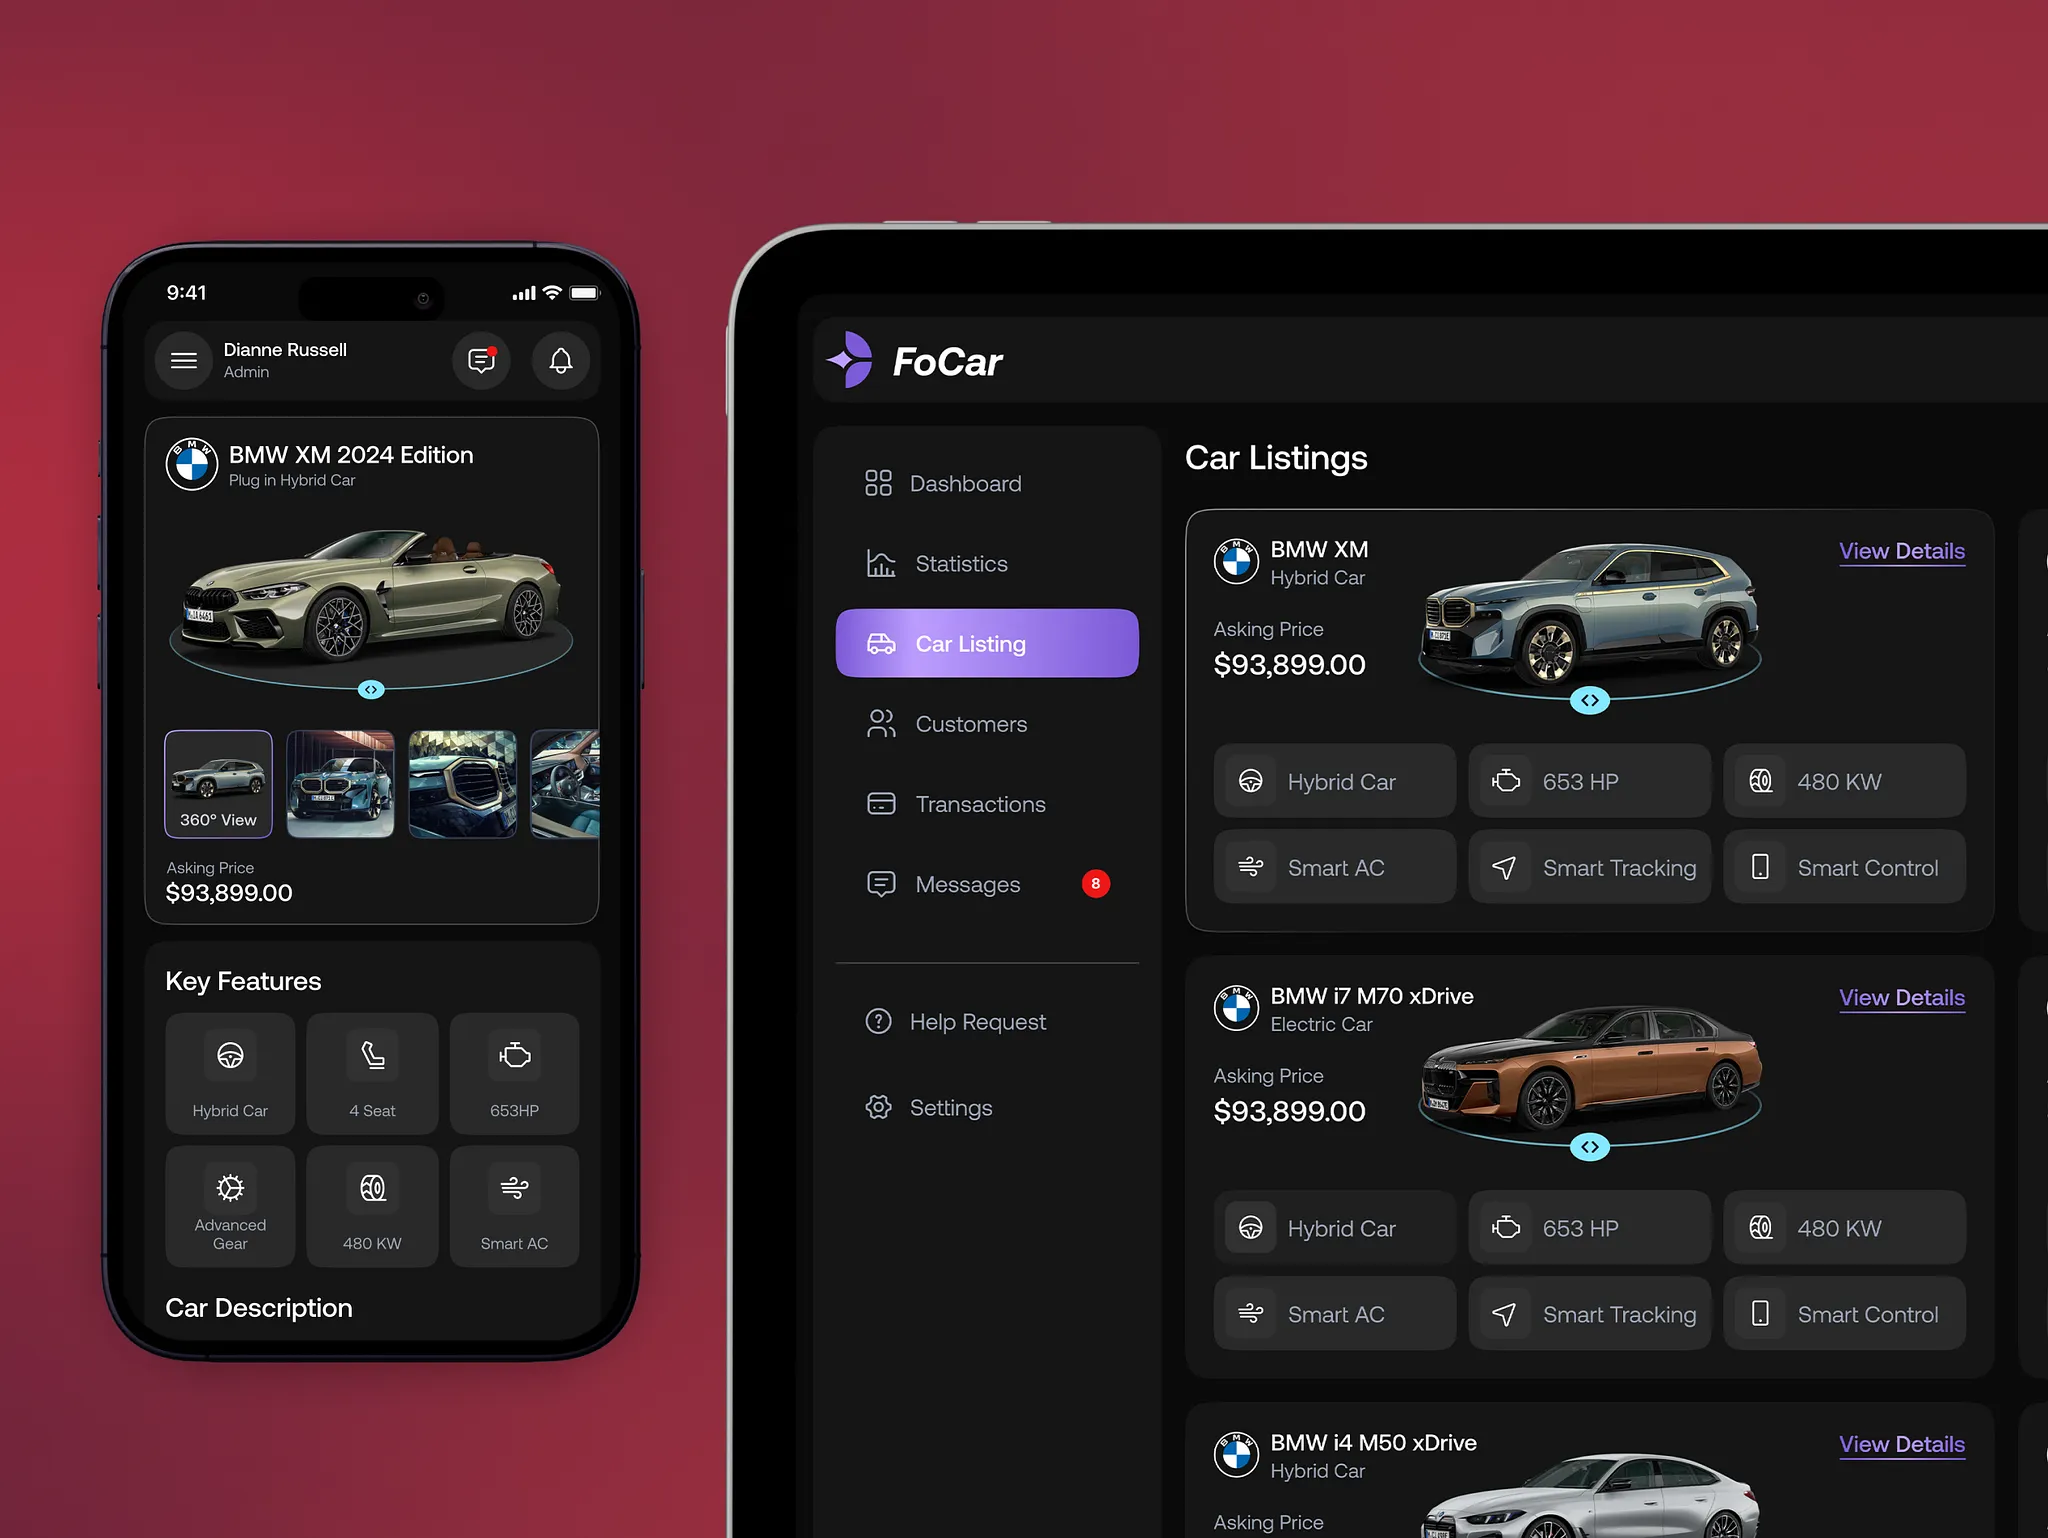 9:41
Dianne Russell
Admin
BMW XM 2024 Edition
Plug in Hybrid Car
360° View
Asking Price
$93,899.00
Key Features
Hybrid Car
4 Seat
653HP
Advanced
Gear
480 KW
Smart AC
Car Description
FoCar
Dashboard
Statistics
Car Listing
Customers
Transactions
Messages
8
Help Request
Settings
Car Listings
BMW XM
Hybrid Car
View Details
Asking Price
$93,899.00
Hybrid Car
653 HP
480 KW
Smart AC
Smart Tracking
Smart Control
BMW i7 M70 xDrive
Electric Car
View Details
Asking Price
$93,899.00
Hybrid Car
653 HP
480 KW
Smart AC
Smart Tracking
Smart Control
BMW i4 M50 xDrive
Hybrid Car
View Details
Asking Price